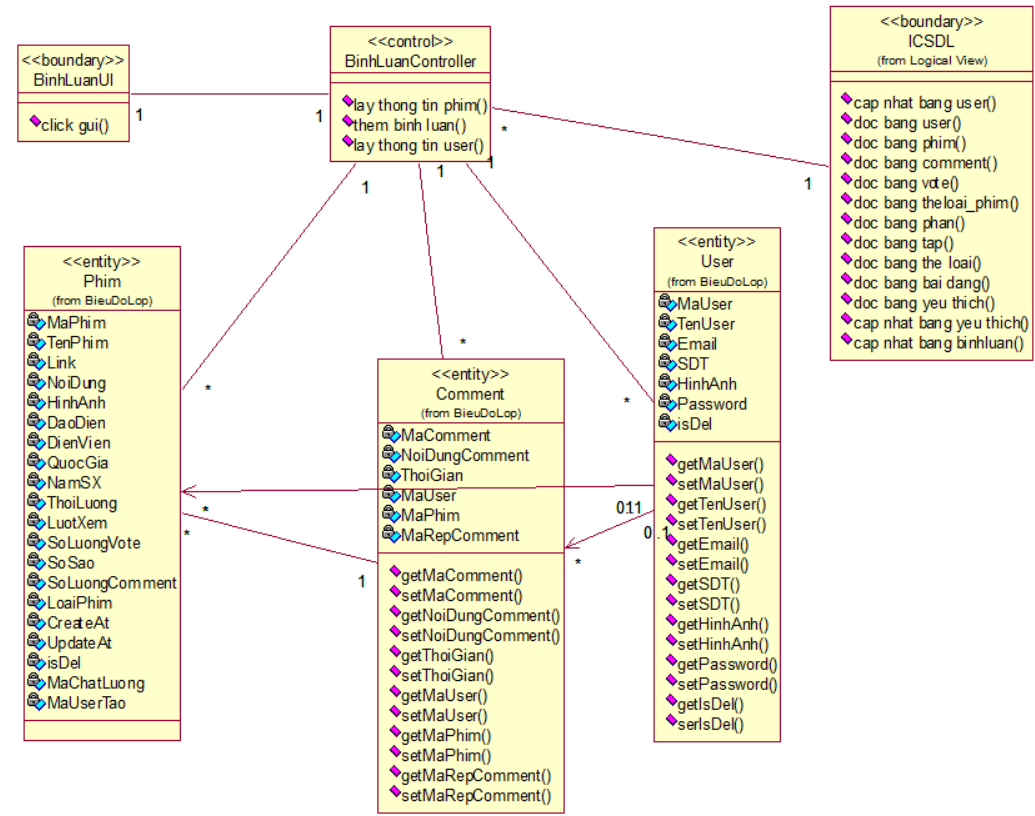 <<boundary>>
BinhLuanUI
click gui()
1
1
<<control>>
BinhLuanController
lay thong tin phim()
them binh luan()
lay thong tin user()
*
1
1
1
1
<<boundary>>
ICSDL
(from Logical View)
cap nhat bang user()
doc bang user()
doc bang phim()
doc bang comment()
doc bang vote()
doc bang theloai_phim()
doc bang phan()
doc bang tap()
doc bang the loai()
doc bang bai dang()
doc bang yeu thich()
cap nhat bang yeu thich()
cap nhat bang binhluan()
<<entity>>
Phim
(from BieuDoLop)
MaPhim
TenPhim
Link
NoiDung
HinhAnh
DaoDien
DienVien
QuocGia
NamSX
ThoiLuong
LuotXem
SoLuongVote
SoSao
SoLuongComment
LoaiPhim
CreateAt
UpdateAt
isDel
MaChatLuong
MaUserTao
*
*
*
1
*
<<entity>>
Comment
(from BieuDoLop)
MaComment
NoiDungComment
ThoiGian
MaUser
MaPhim
MaRepComment
getMaComment()
setMaComment()
getNoiDungComment()
setNoiDungComment()
getThoiGian()
setThoiGian()
getMaUser()
setMaUser()
getMaPhim()
setMaPhim()
getMaRepComment()
setMaRepComment()
*
*
0..1
<<entity>>
User
(from BieuDoLop)
MaUser
TenUser
Email
SDT
HinhAnh
Password
isDel
getMaUser()
setMaUser()
getTenUser()
setTenUser()
getEmail()
setEmail()
getSDT()
setSDT()
getHinhAnh()
setHinhAnh()
getPassword()
setPassword()
getIsDel()
serIsDel()